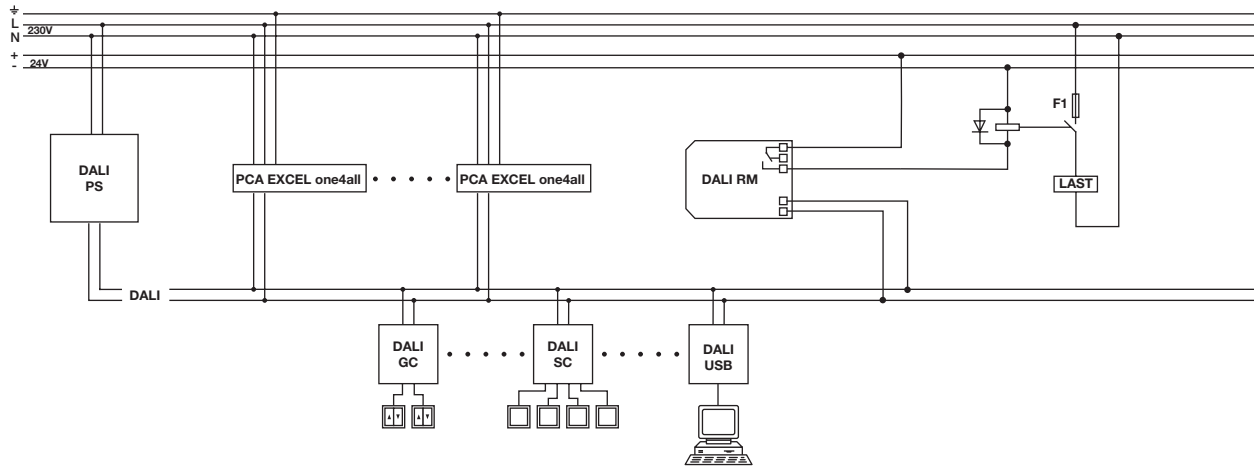 L
N 230V
+
- 24V
F1
DALI
PS
PCA EXCEL one4all
PCA EXCEL one4all
DALI RM
LAST
DALI
DALI
GC
DALI
SC
DALI
USB